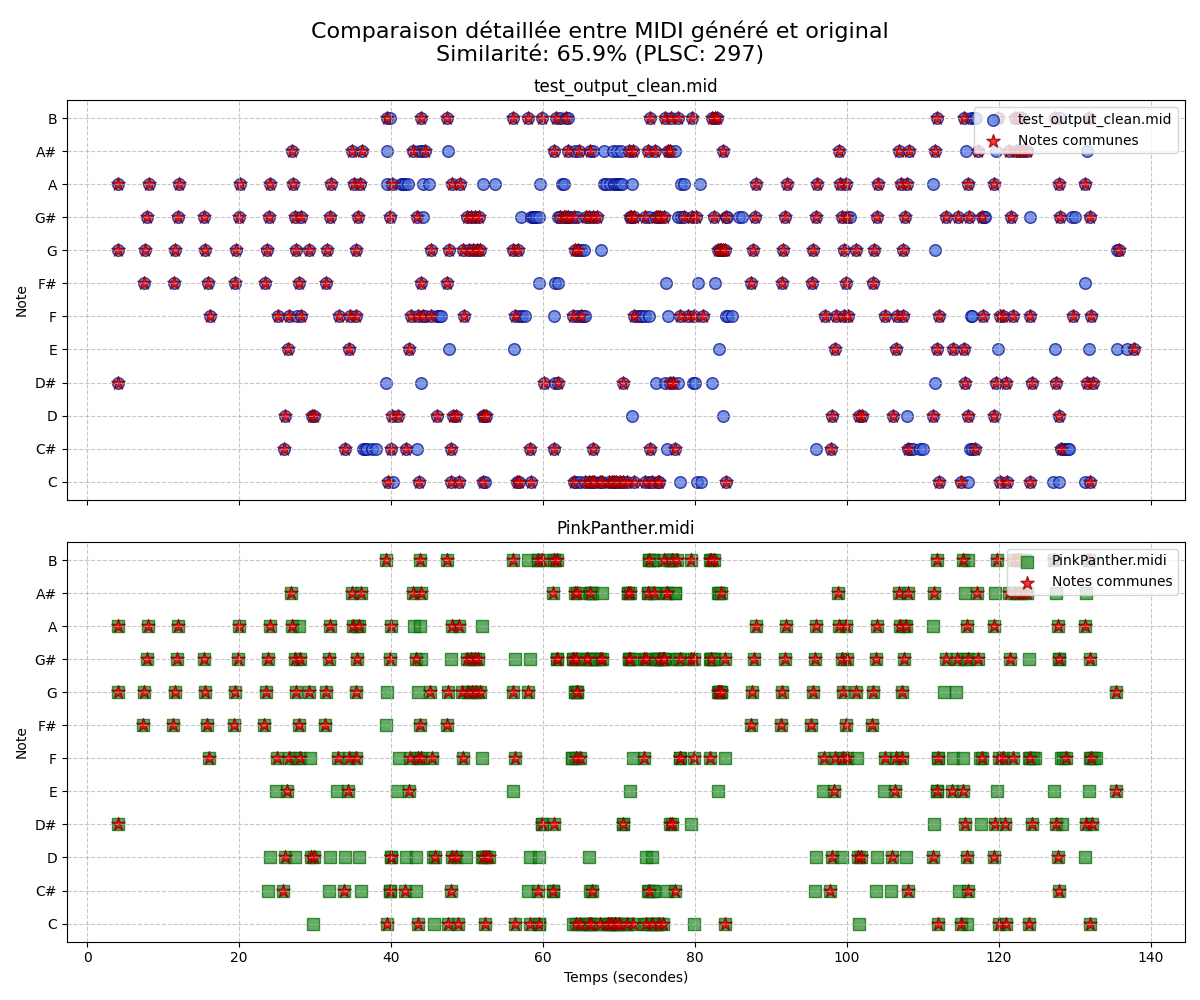 Comparaison détaillée entre MIDI généré et original
Similarité: 65.9% (PLSC: 297)
test_output_clean.mid
test_output_clean.mid
Notes communes
Note
B
A#
A
G#
G
F#
F
E
D#
D
C#
C
PinkPanther.midi
PinkPanther.midi
Notes communes
Note
B
A#
A
G#
G
F#
F
E
D#
D
C#
C
0 20 40 60 80 100 120 140
Temps (secondes)